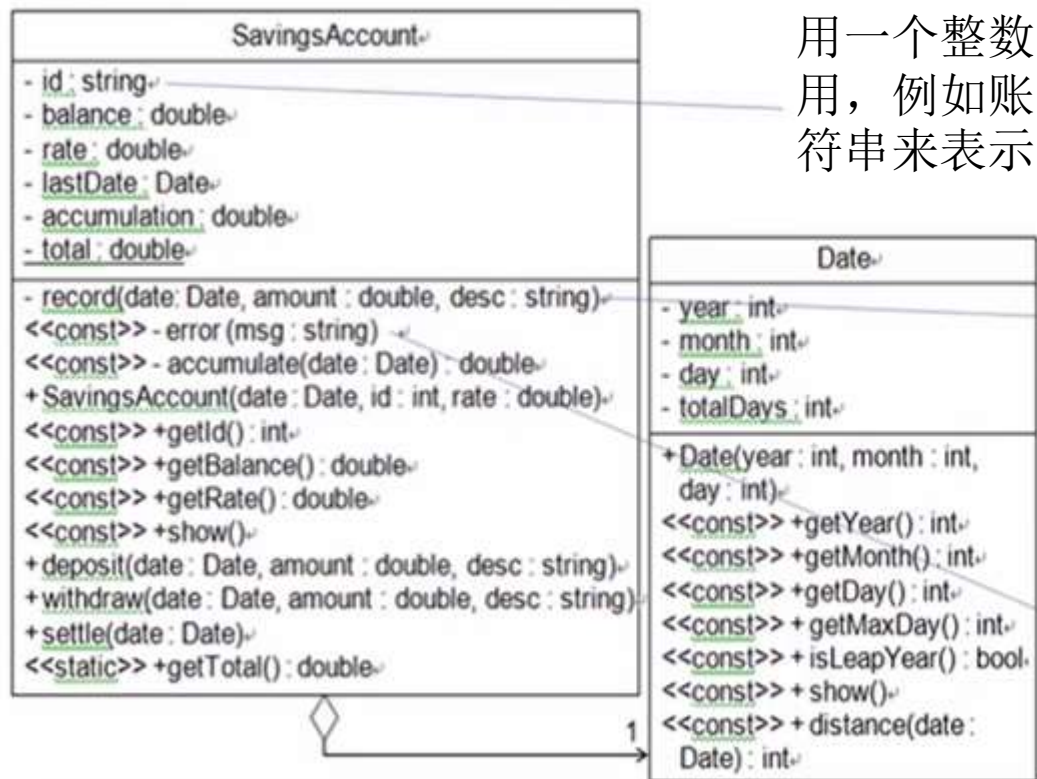 SavingsAccount
- id : string
- balance : double
- rate : double
- lastDate : Date
- accumulation : double
- total : double
- record(date: Date, amount : double, desc : string)
<<const>> - error (msg : string)
<<const>> - accumulate(date : Date) : double
+ SavingsAccount(date : Date, id : int, rate : double)
<<const>> +getId() : int
<<const>> +getBalance() : double
<<const>> +getRate() : double
<<const>> +show()
+ deposit(date : Date, amount : double, desc : string)
+ withdraw(date : Date, amount : double, desc : string)
+ settle(date : Date)
<<static>> +getTotal() : double
用一个整数
用，例如账
符串来表示
Date
- year : int
- month : int
- day : int
- totalDays : int
+ Date(year : int, month : int,
day : int)
<<const>> +getYear() : int
<<const>> +getMonth() : int
<<const>> +getDay() : int
<<const>> + getMaxDay() : int
<<const>> + isLeapYear() : bool
<<const>> + show()
<<const>> + distance(date :
Date) : int
1